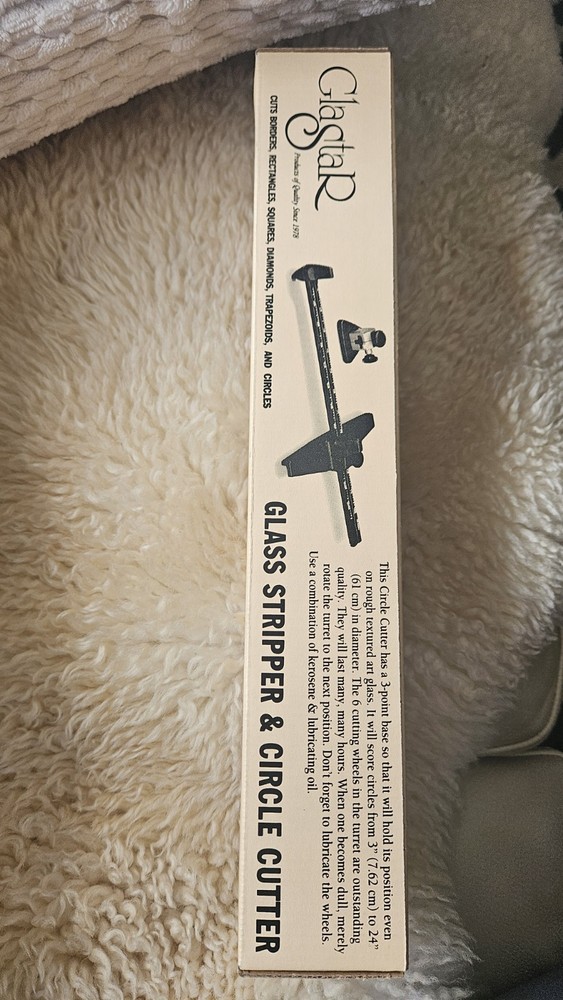 GlastaR
Products of Quality Since 1978
CUTS BORDERS, RECTANGLES, SQUARES, DIAMONDS, TRAPEZOIDS, AND CIRCLES
This Circle Cutter has a 3-point base so that it will hold its position even
on rough textured art glass. It will score circles from 3" (7.62 cm) to 24"
(61 cm) in diameter. The 6 cutting wheels in the turret are outstanding
quality. They will last many, many hours. When one becomes dull, merely
rotate the turret to the next position. Don't forget to lubricate the wheels.
Use a combination of kerosene & lubricating oil.
GLASS STRIPPER & CIRCLE CUTTER